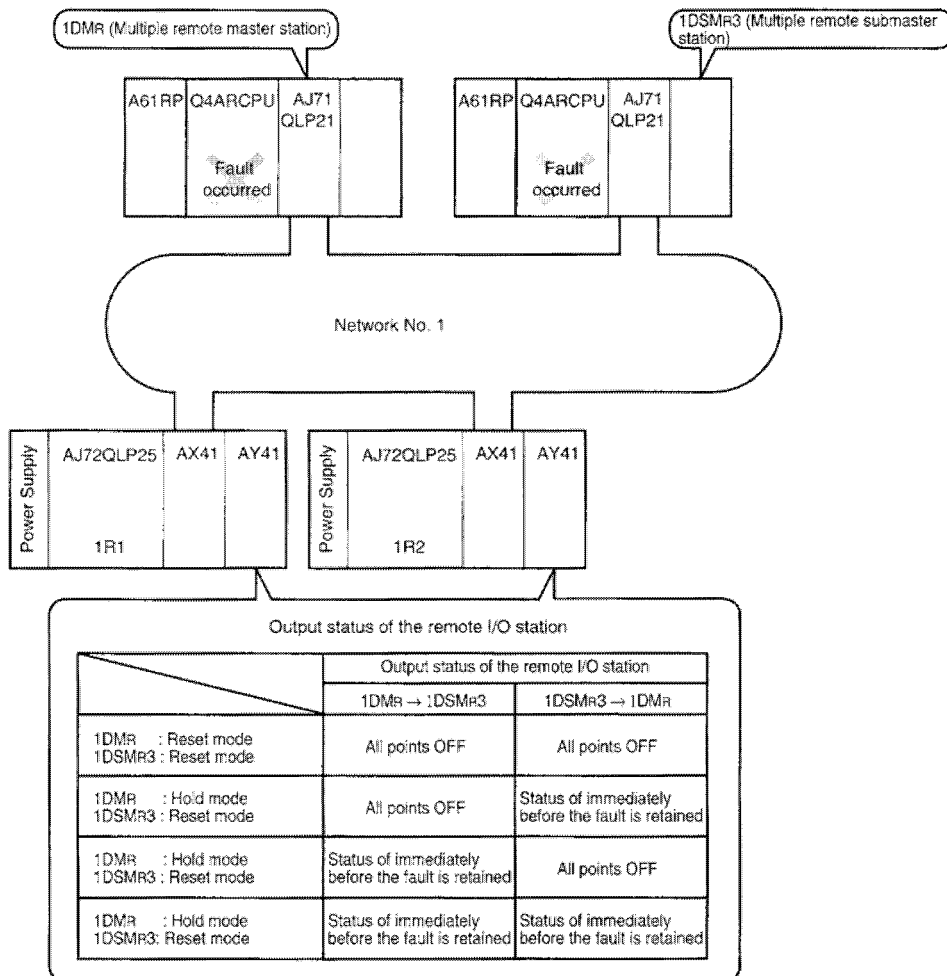 1DMR (Multiple remote master station)
1DSMR3 (Multiple remote submaster
station)
A61RP Q4ARCPU AJ71
QLP21
Fault
occurred
A61RP Q4ARCPU AJ71
QLP21
Fault
occurred
Network No. 1
Power Supply
AJ72QLP25 AX41 AY41
1R1
Power Supply
AJ72QLP25 AX41 AY41
1R2
Output status of the remote I/O station
Output status of the remote I/O station
1DMR → 1DSMR3
1DSMR3 → 1DMR
1DMR : Reset mode
1DSMR3 : Reset mode
All points OFF
All points OFF
1DMR : Hold mode
1DSMR3 : Reset mode
All points OFF
Status of immediately
before the fault is retained
1DMR : Hold mode
1DSMR3 : Reset mode
Status of immediately
before the fault is retained
All points OFF
1DMR : Hold mode
1DSMR3: Reset mode
Status of immediately
before the fault is retained
Status of immediately
before the fault is retained